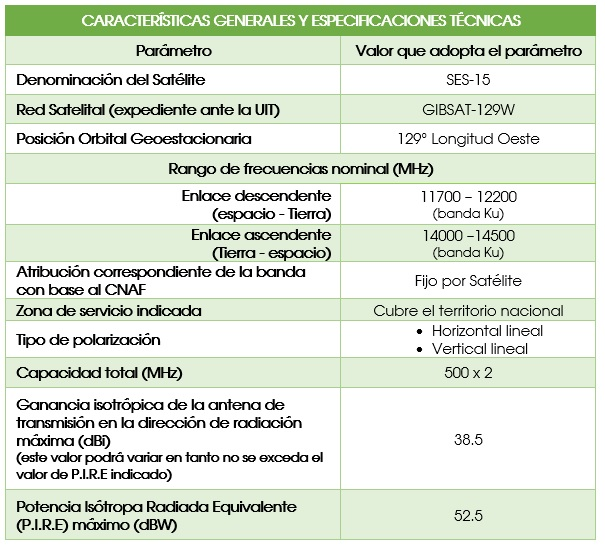 CARACTERÍSTICAS GENERALES Y ESPECIFICACIONES TÉCNICAS
Parámetro Valor que adopta el parámetro
Denominación del Satélite SES-15
Red Satelital (expediente ante la UIT) GIBSAT-129W
Posición Orbital Geoestacionaria 129º Longitud Oeste
Rango de frecuencias nominal (MHz)
Enlace descendente
(espacio - Tierra)
11700 – 12200
(banda Ku)
Enlace ascendente
(Tierra - espacio)
14000 –14500
(banda Ku)
Atribución correspondiente de la banda
con base al CNAF
Fijo por Satélite
Zona de servicio indicada Cubre el territorio nacional
Tipo de polarización
• Horizontal lineal
• Vertical lineal
Capacidad total (MHz) 500 x 2
Ganancia isotrópica de la antena de
transmisión en la dirección de radiación
máxima (dBi)
(este valor podrá variar en tanto no se exceda el
valor de P.I.R.E indicado)
38.5
Potencia Isótropa Radiada Equivalente
(P.I.R.E) máximo (dBW)
52.5